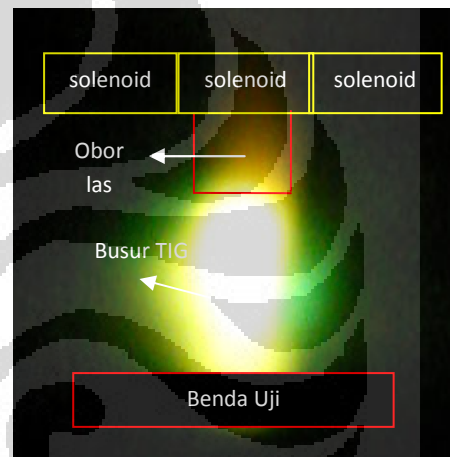 solenoid solenoid solenoid
Obor
las
Busur TIG
Benda Uji